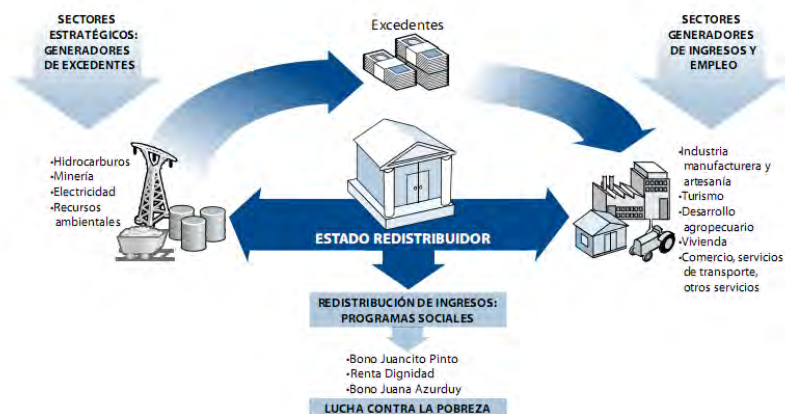 SECTORES
ESTRATÉGICOS:
GENERADORES
DE EXCEDENTES
Excedentes
SECTORES
GENERADORES
DE INGRESOS Y
EMPLEO
•Hidrocarburos
•Minería
•Electricidad
•Recursos
ambientales
•Industria
manufacturera y
artesanía
•Turismo
•Desarrollo
agropecuario
•Vivienda
•Comercio, servicios
de transporte,
otros servicios
ESTADO REDISTRIBUIDOR
REDISTRIBUCIÓN DE INGRESOS:
PROGRAMAS SOCIALES
•Bono Juancito Pinto
•Renta Dignidad
•Bono Juana Azurduy
LUCHA CONTRA LA POBREZA